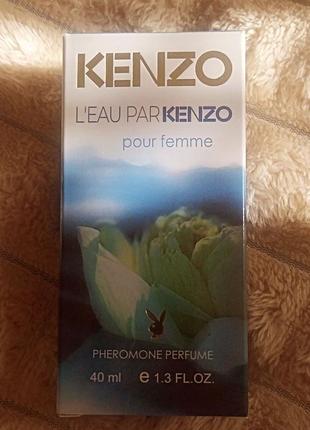 KENZO
L'EAU PAR KENZO
pour femme
PHEROMONE PERFUME
40 ml e 1.3 FL.OZ.